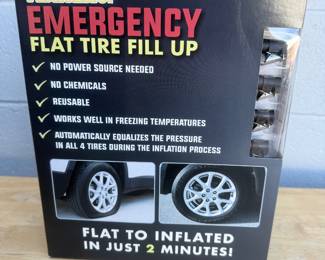 EMERGENCY
FLAT TIRE FILL UP
NO POWER SOURCE NEEDED
NO CHEMICALS
REUSABLE
WORKS WELL IN FREEZING TEMPERATURES
AUTOMATICALLY EQUALIZES THE PRESSURE
IN ALL 4 TIRES DURING THE INFLATION PROCESS
FLAT TO INFLATED
IN JUST 2 MINUTES!